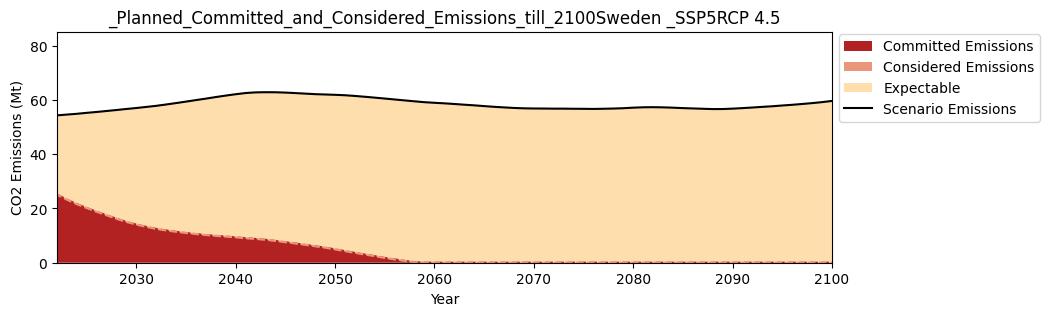 _Planned_Committed_and_Considered_Emissions_till_2100Sweden _SSP5RCP 4.5
80
60
40
20
0
CO2 Emissions (Mt)
2030
2040
2050
2060
2070
2080
2090
2100
Year
Committed Emissions
Considered Emissions
Expectable
Scenario Emissions